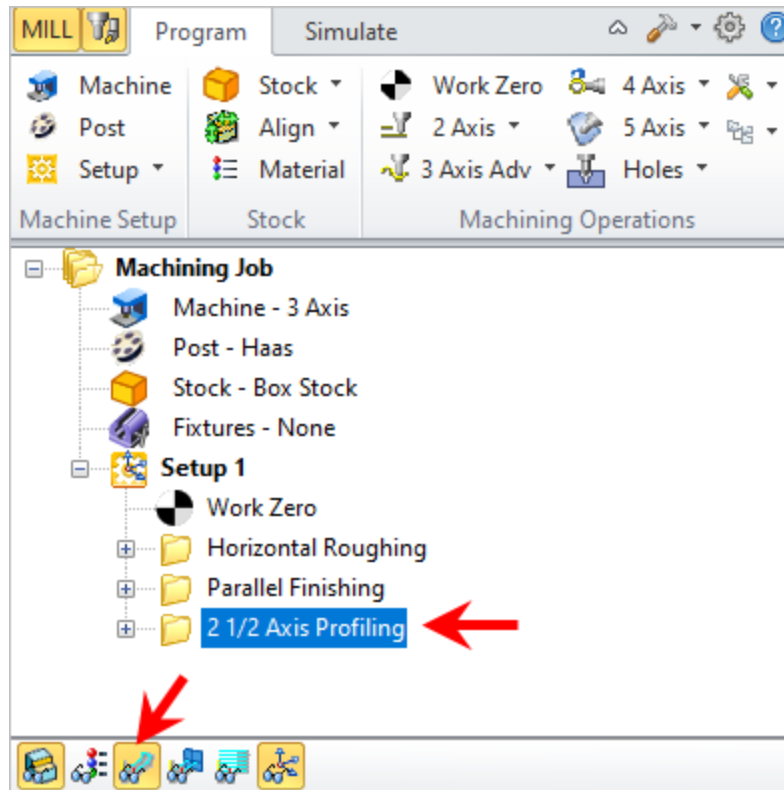 MILL Program Simulate
Machine Stock Work Zero 4 Axis
Post Align 2 Axis 5 Axis
Setup Material 3 Axis Adv Holes
Machine Setup Stock Machining Operations
Machining Job
Machine - 3 Axis
Post - Haas
Stock - Box Stock
Fixtures - None
Setup 1
Work Zero
Horizontal Roughing
Parallel Finishing
2 1/2 Axis Profiling